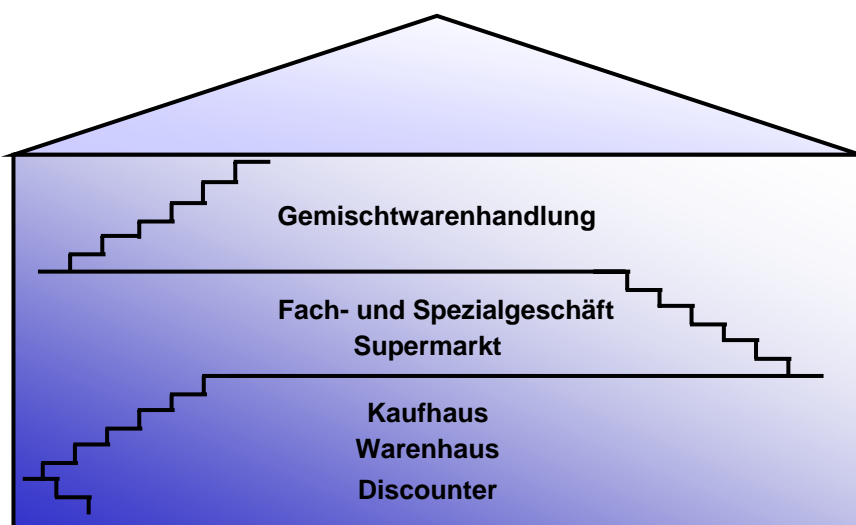 Gemischtwarenhandlung
Fach- und Spezialgeschäft
Supermarkt
Kaufhaus
Warenhaus
Discounter